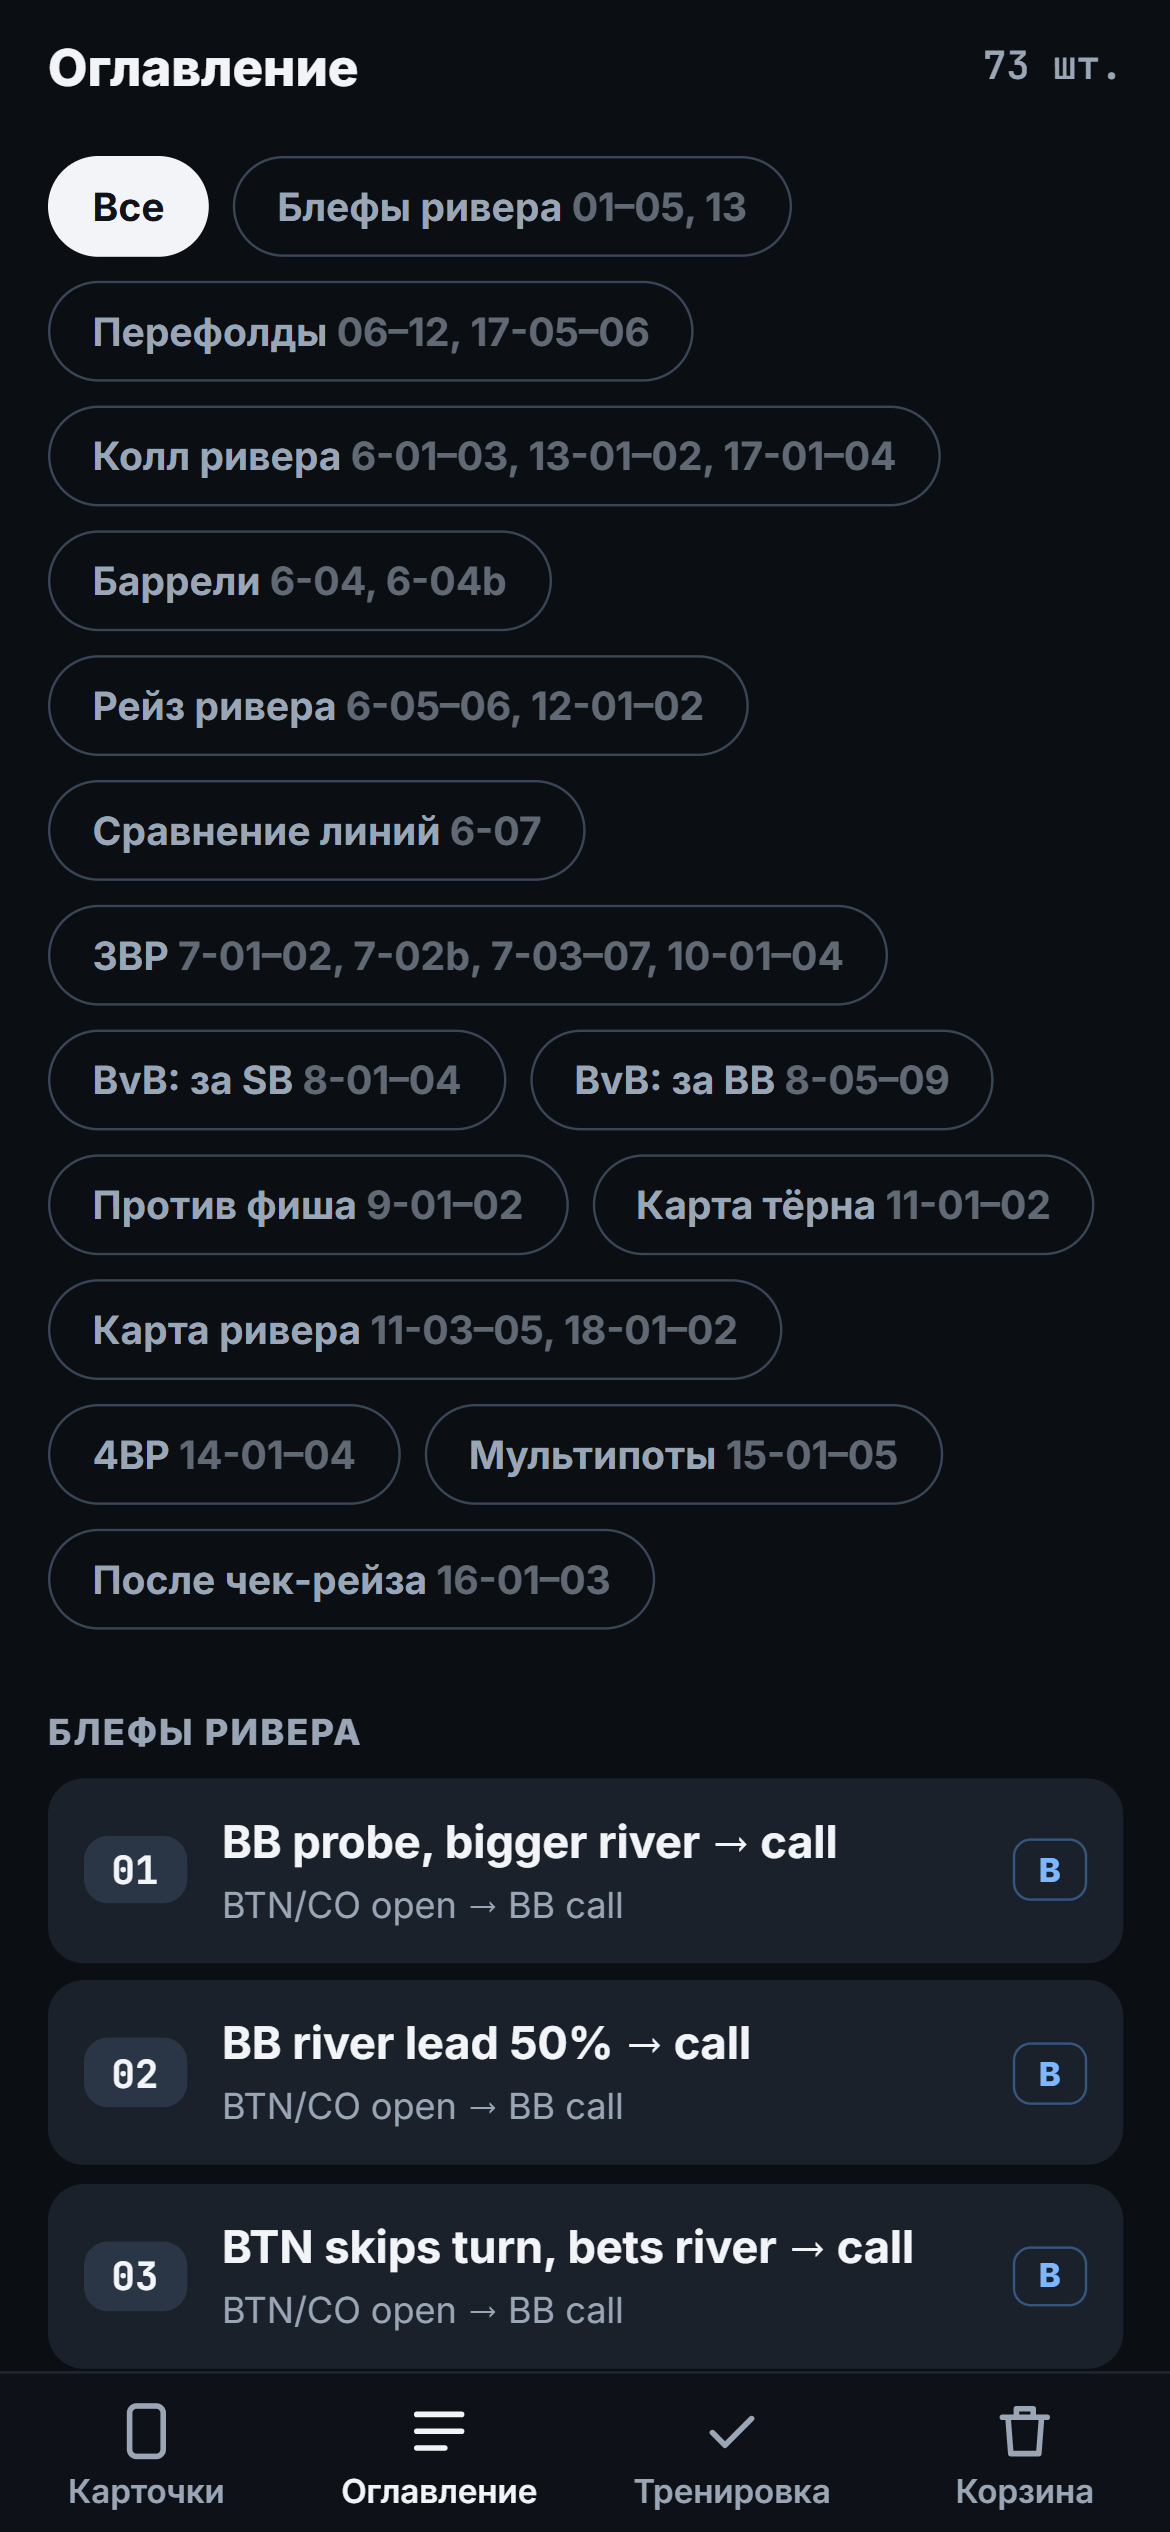 Оглавление
73 шт.
Все
Блефы ривера 01–05, 13
Перефолды 06–12, 17-05–06
Колл ривера 6-01–03, 13-01–02, 17-01–04
Баррели 6-04, 6-04b
Рейз ривера 6-05–06, 12-01–02
Сравнение линий 6-07
3BP 7-01–02, 7-02b, 7-03–07, 10-01–04
BvB: за SB 8-01–04
BvB: за BB 8-05–09
Против фиша 9-01–02
Карта тёрна 11-01–02
Карта ривера 11-03–05, 18-01–02
4BP 14-01–04
Мультипоты 15-01–05
После чек-рейза 16-01–03
БЛЕФЫ РИВЕРА
01
BB probe, bigger river → call
BTN/CO open → BB call
B
02
BB river lead 50% → call
BTN/CO open → BB call
B
03
BTN skips turn, bets river → call
BTN/CO open → BB call
B
Карточки
Оглавление
Тренировка
Корзина